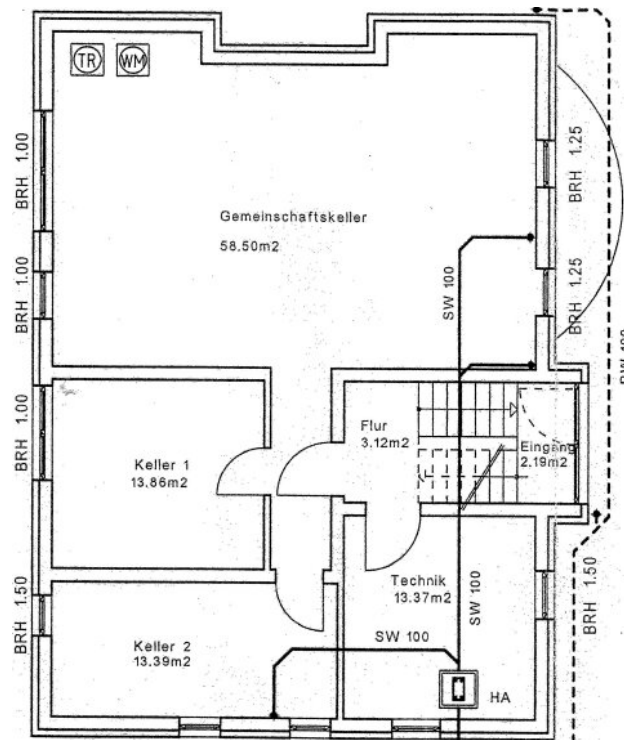 TR WM
BRH 1.00
BRH 1.25
Gemeinschaftskeller
58.50m2
BRH 1.00
SW 100
BRH 1.25
BRH 1.00
Flur
3.12m2
Eingang
2.19m2
Keller 1
13.86m2
BRH 1.50
Technik
13.37m2
SW 100
BRH 1.50
Keller 2
13.39m2
SW 100
HA